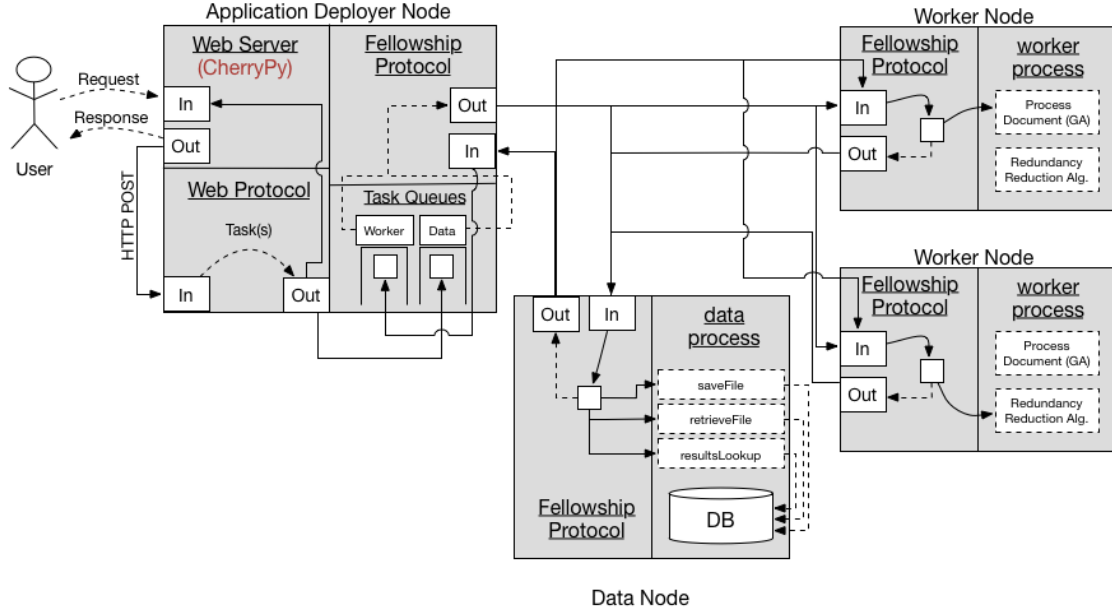 Application Deployer Node
Web Server
(CherryPy)
Fellowship
Protocol
Request
Response
User
In
Out
Out
In
HTTP POST
Web Protocol
Task(s)
In
Out
Task Queues
Worker
Data
Worker Node
Fellowship
Protocol
worker
process
In
Out
Process
Document (GA)
Redundancy
Reduction Alg.
Worker Node
Fellowship
Protocol
worker
process
In
Out
Process
Document (GA)
Redundancy
Reduction Alg.
Out
In
data
process
saveFile
retrieveFile
resultsLookup
DB
Fellowship
Protocol
Data Node